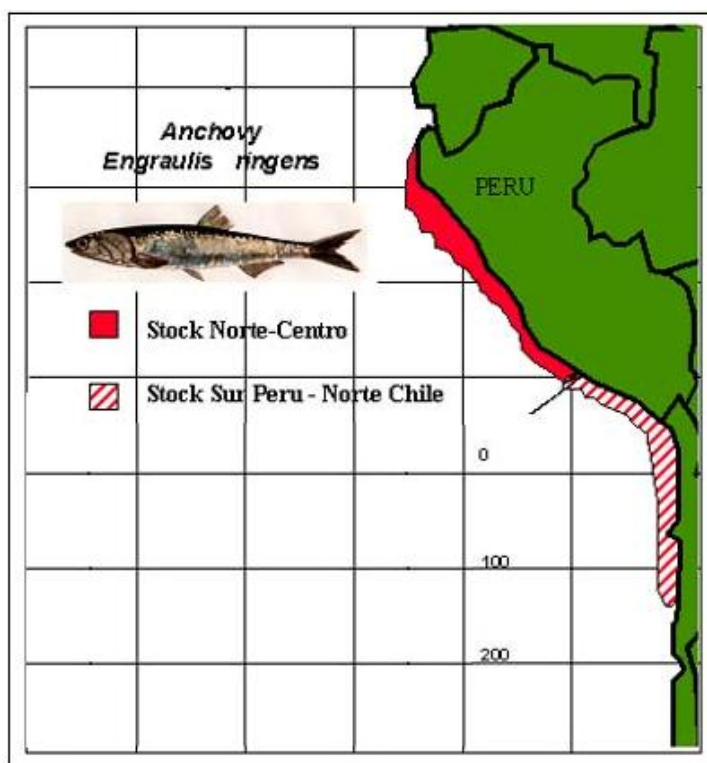 Anchovy
Engraulis ringens
PERU
Stock Norte-Centro
Stock Sur Peru - Norte Chile
0
100
200